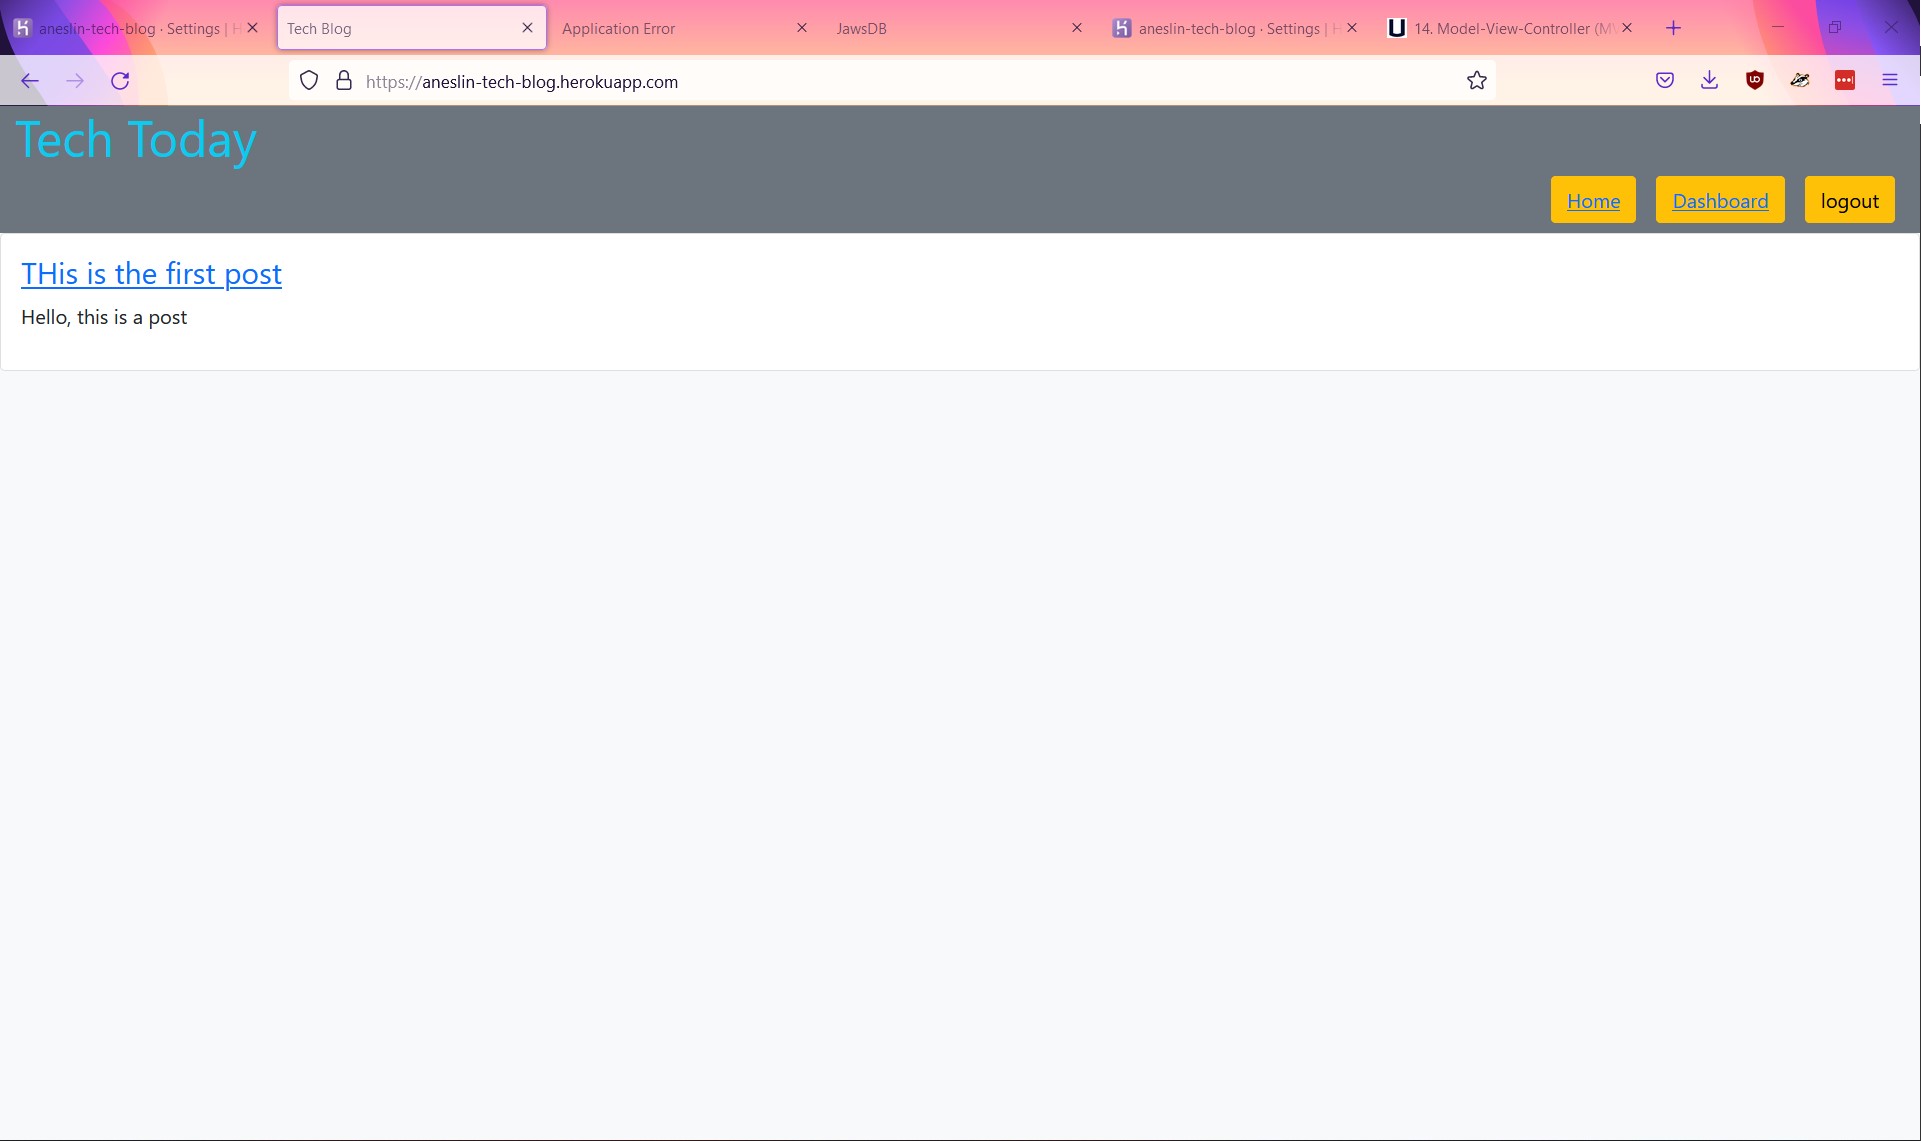 aneslin-tech-blog · Settings | H
Tech Blog
Application Error
JawsDB
aneslin-tech-blog · Settings | H
14. Model-View-Controller (MV
https://aneslin-tech-blog.herokuapp.com
Tech Today
Home
Dashboard
logout
THis is the first post
Hello, this is a post